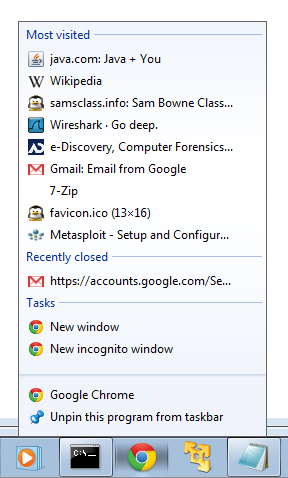 Most visited
java.com: Java + You
Wikipedia
samsclass.info: Sam Bowne Class...
Wireshark · Go deep.
e-Discovery, Computer Forensics...
Gmail: Email from Google
7-Zip
favicon.ico (13×16)
Metasploit - Setup and Configur...
Recently closed
https://accounts.google.com/Se...
Tasks
New window
New incognito window
Google Chrome
Unpin this program from taskbar
C:\.